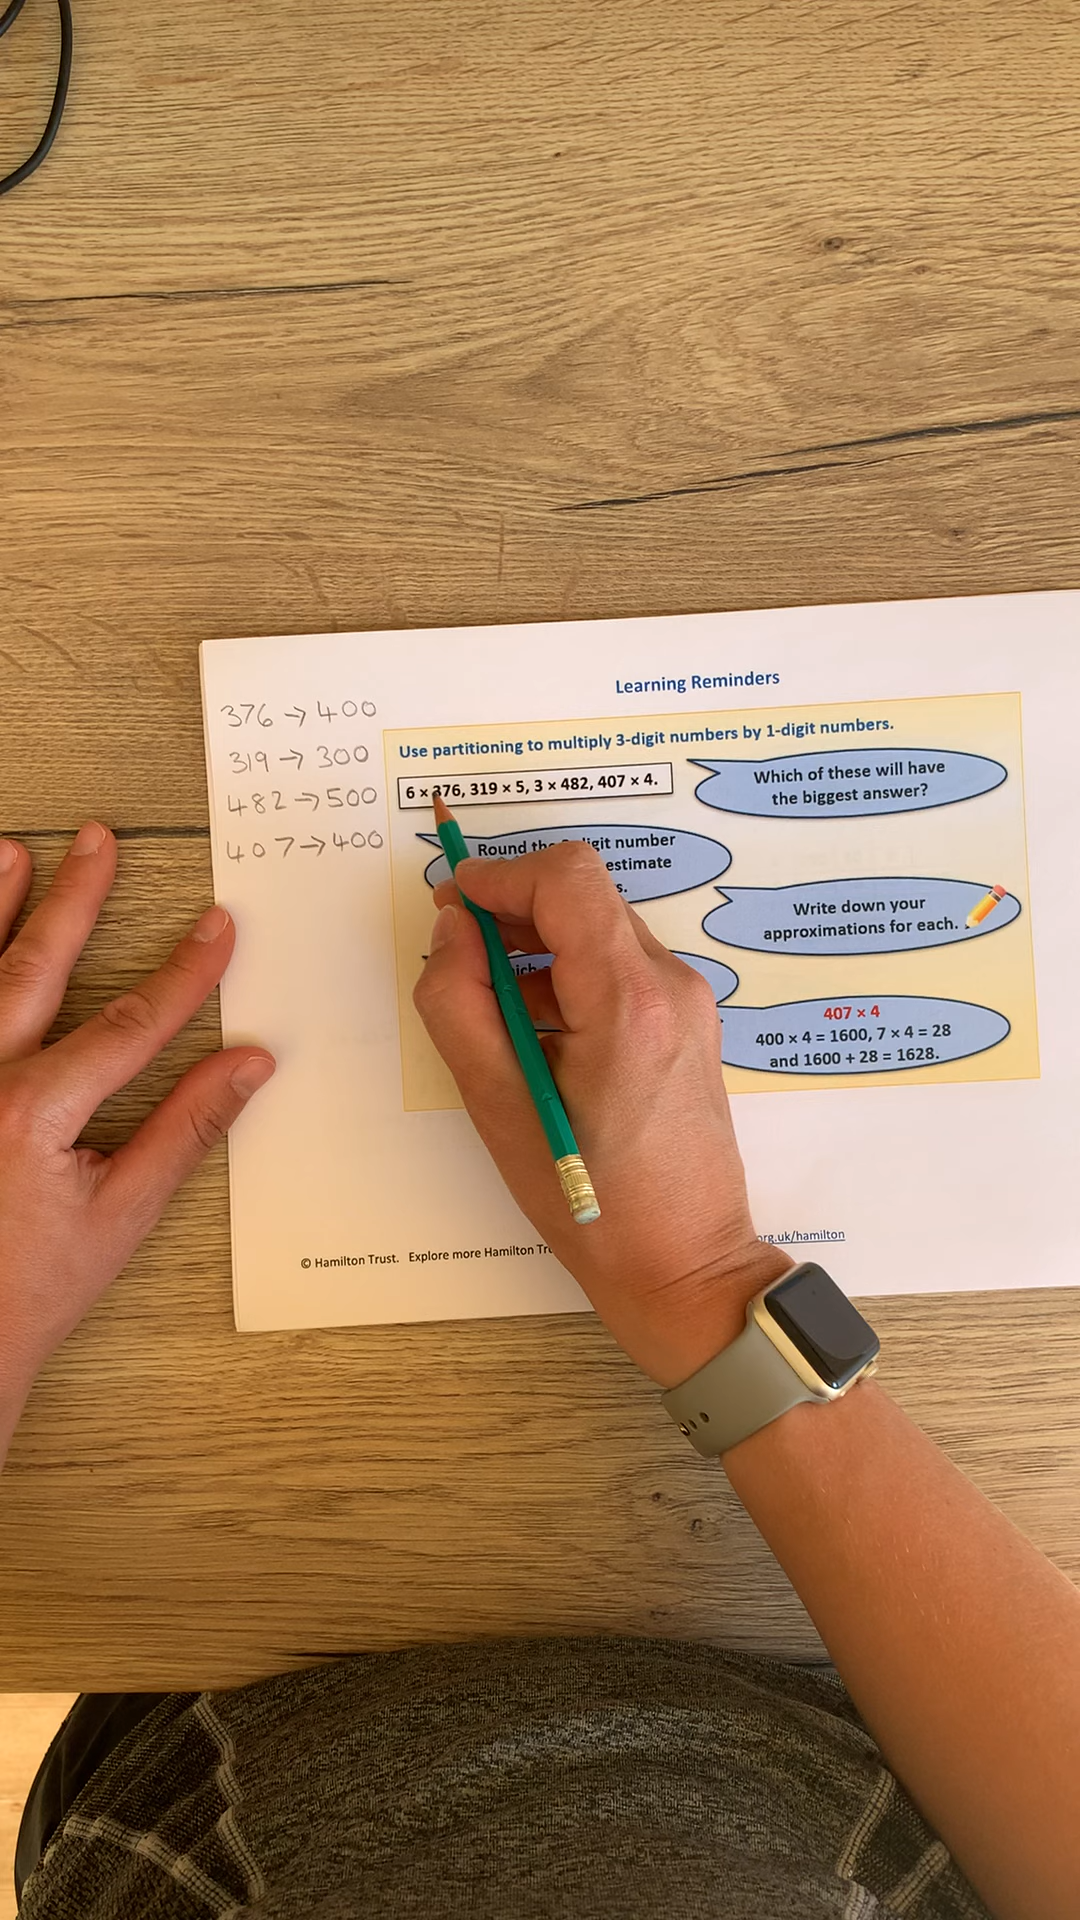 Learning Reminders
376 → 400
319 → 300
482 → 500
407 → 400
Use partitioning to multiply 3-digit numbers by 1-digit numbers.
6 × 376, 319 × 5, 3 × 482, 407 × 4.
Which of these will have
the biggest answer?
Round the digit number
estimate
Write down your
approximations for each.
407 × 4
400 × 4 = 1600, 7 × 4 = 28
and 1600 + 28 = 1628.
© Hamilton Trust. Explore more Hamilton
org.uk/hamilton